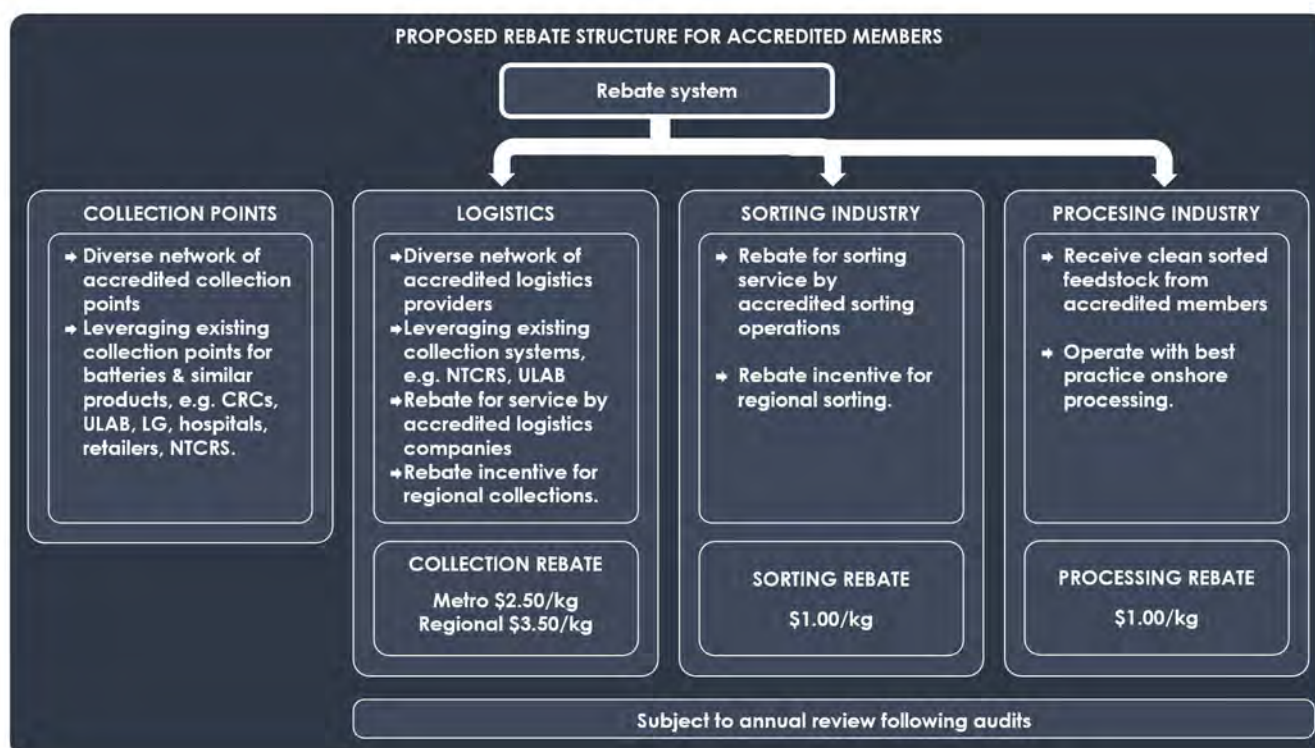 PROPOSED REBATE STRUCTURE FOR ACCREDITED MEMBERS
Rebate system
COLLECTION POINTS
➔ Diverse network of
accredited collection
points
➔ Leveraging existing
collection points for
batteries & similar
products, e.g. CRCs,
ULAB, LG, hospitals,
retailers, NTCRS.
LOGISTICS
➔Diverse network of
accredited logistics
providers
➔Leveraging existing
collection systems,
e.g. NTCRS, ULAB
➔Rebate for service by
accredited logistics
companies
➔Rebate incentive for
regional collections.
COLLECTION REBATE
Metro $2.50/kg
Regional $3.50/kg
SORTING INDUSTRY
➔ Rebate for sorting
service by
accredited sorting
operations
➔ Rebate incentive for
regional sorting.
SORTING REBATE
$1.00/kg
PROCESING INDUSTRY
➔ Receive clean sorted
feedstock from
accredited members
➔ Operate with best
practice onshore
processing.
PROCESSING REBATE
$1.00/kg
Subject to annual review following audits